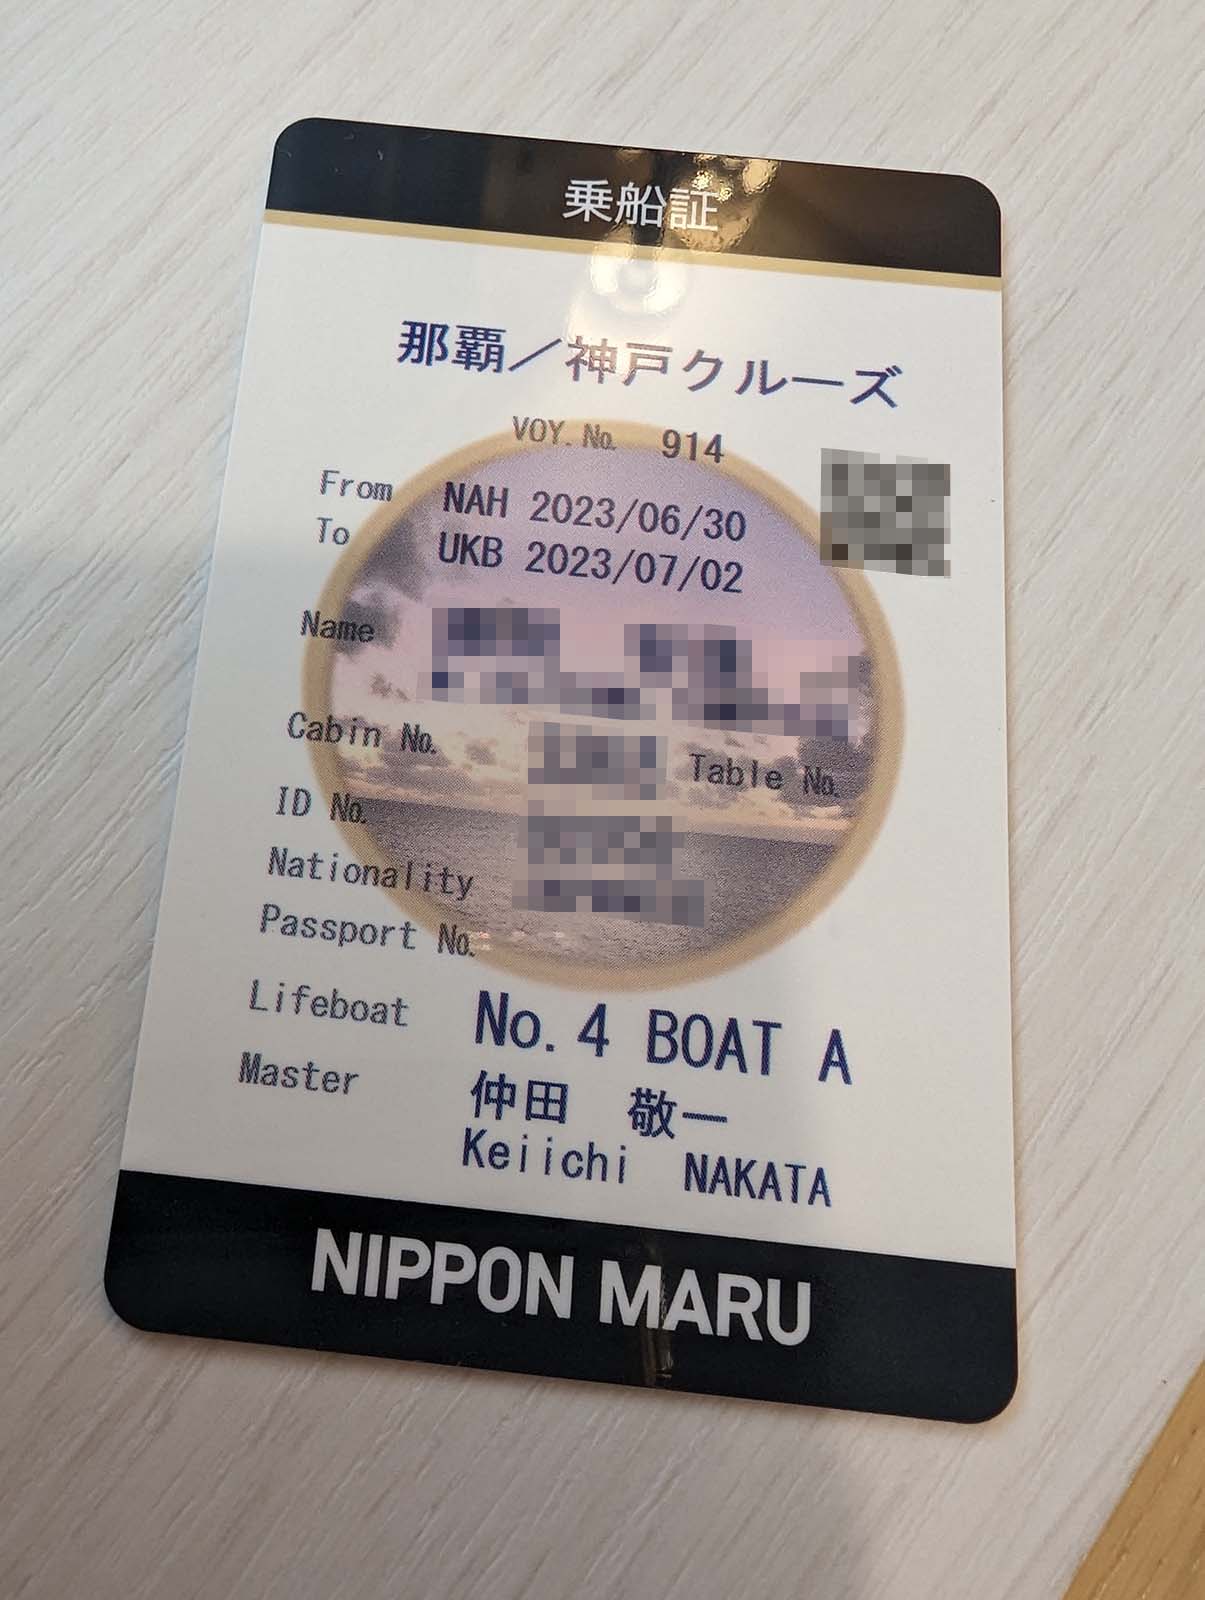 乗船証
那覇／神戸クルーズ
VOY. No. 914
From NAH 2023/06/30
To UKB 2023/07/02
Name
Cabin No. Table No.
ID No.
Nationality
Passport No.
Lifeboat No. 4 BOAT A
Master 仲田 敬一
Keiichi NAKATA
NIPPON MARU